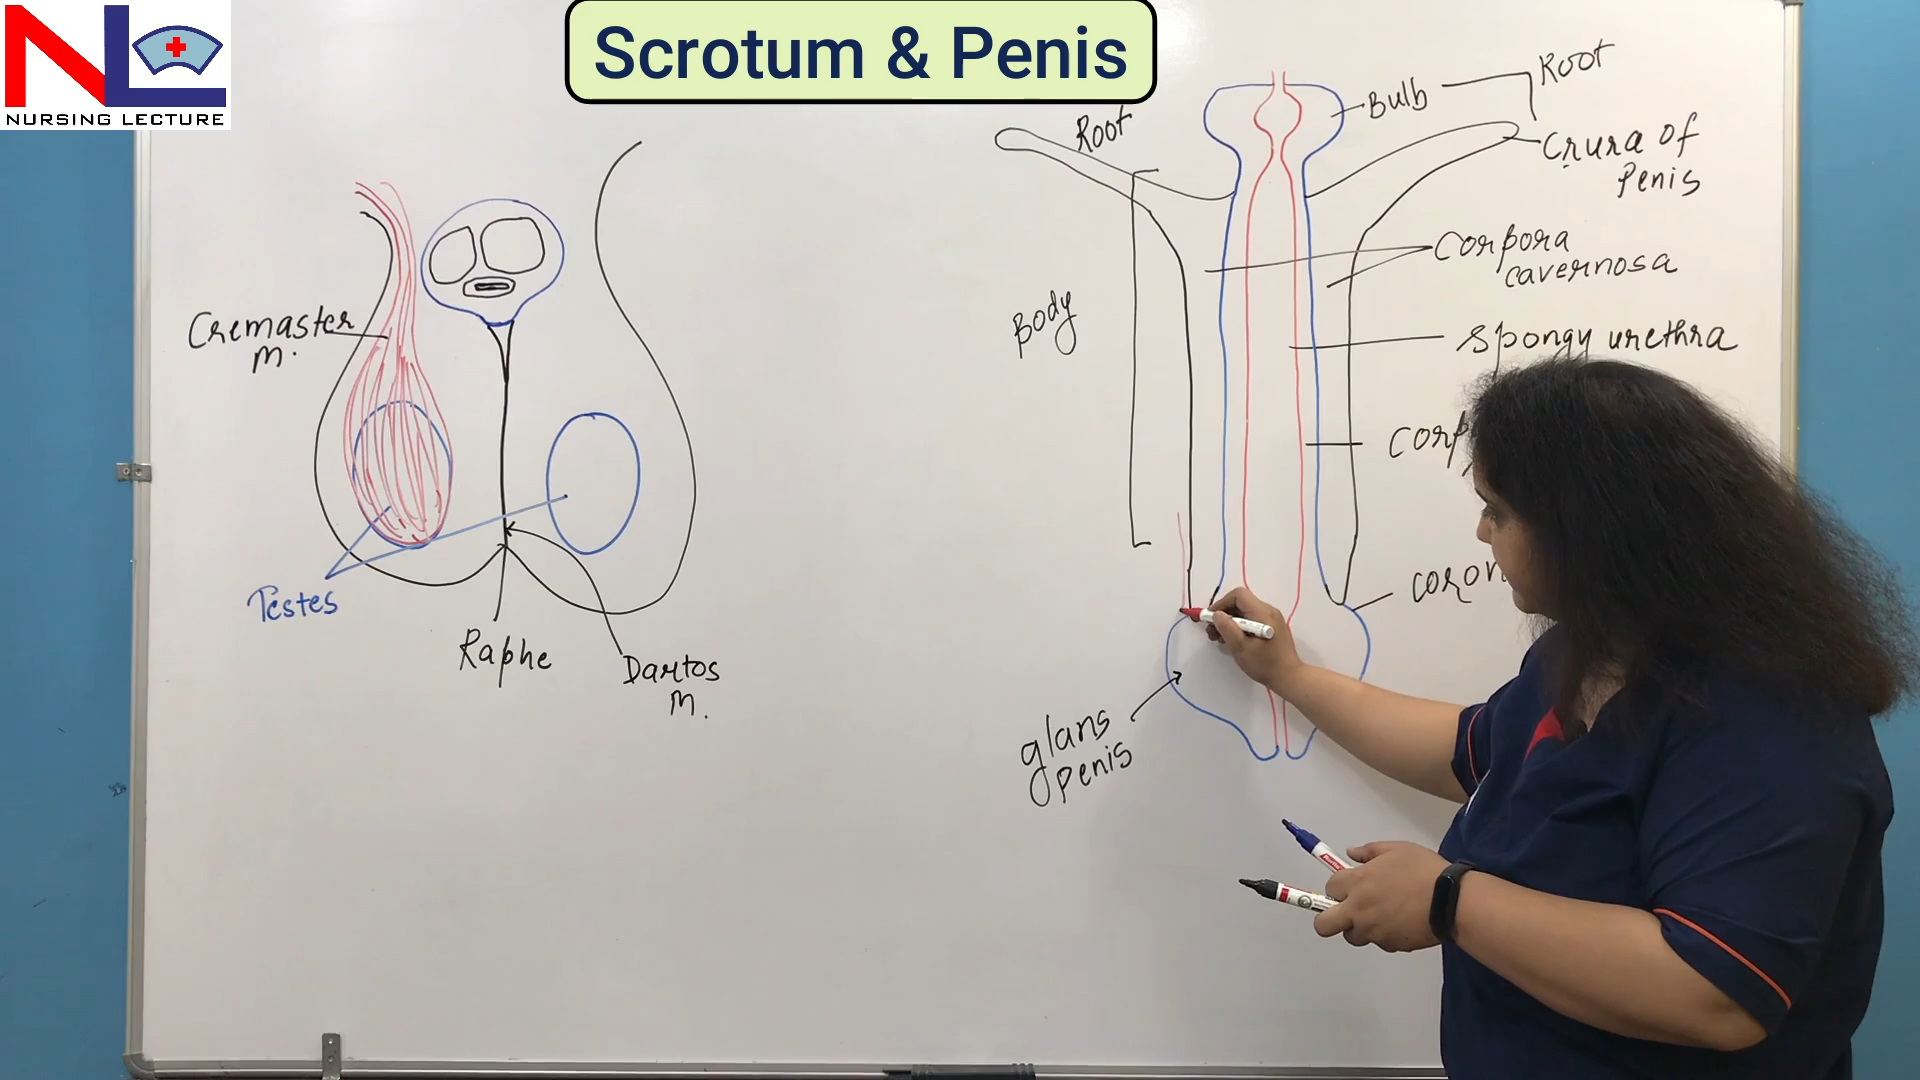 NL
NURSING LECTURE
Scrotum & Penis
Cremaster
m.
Testes
Raphe
Dartos
m.
Root
Body
glans
penis
Bulb
Root
Crura of
Penis
Corpora
cavernosa
Spongy urethra